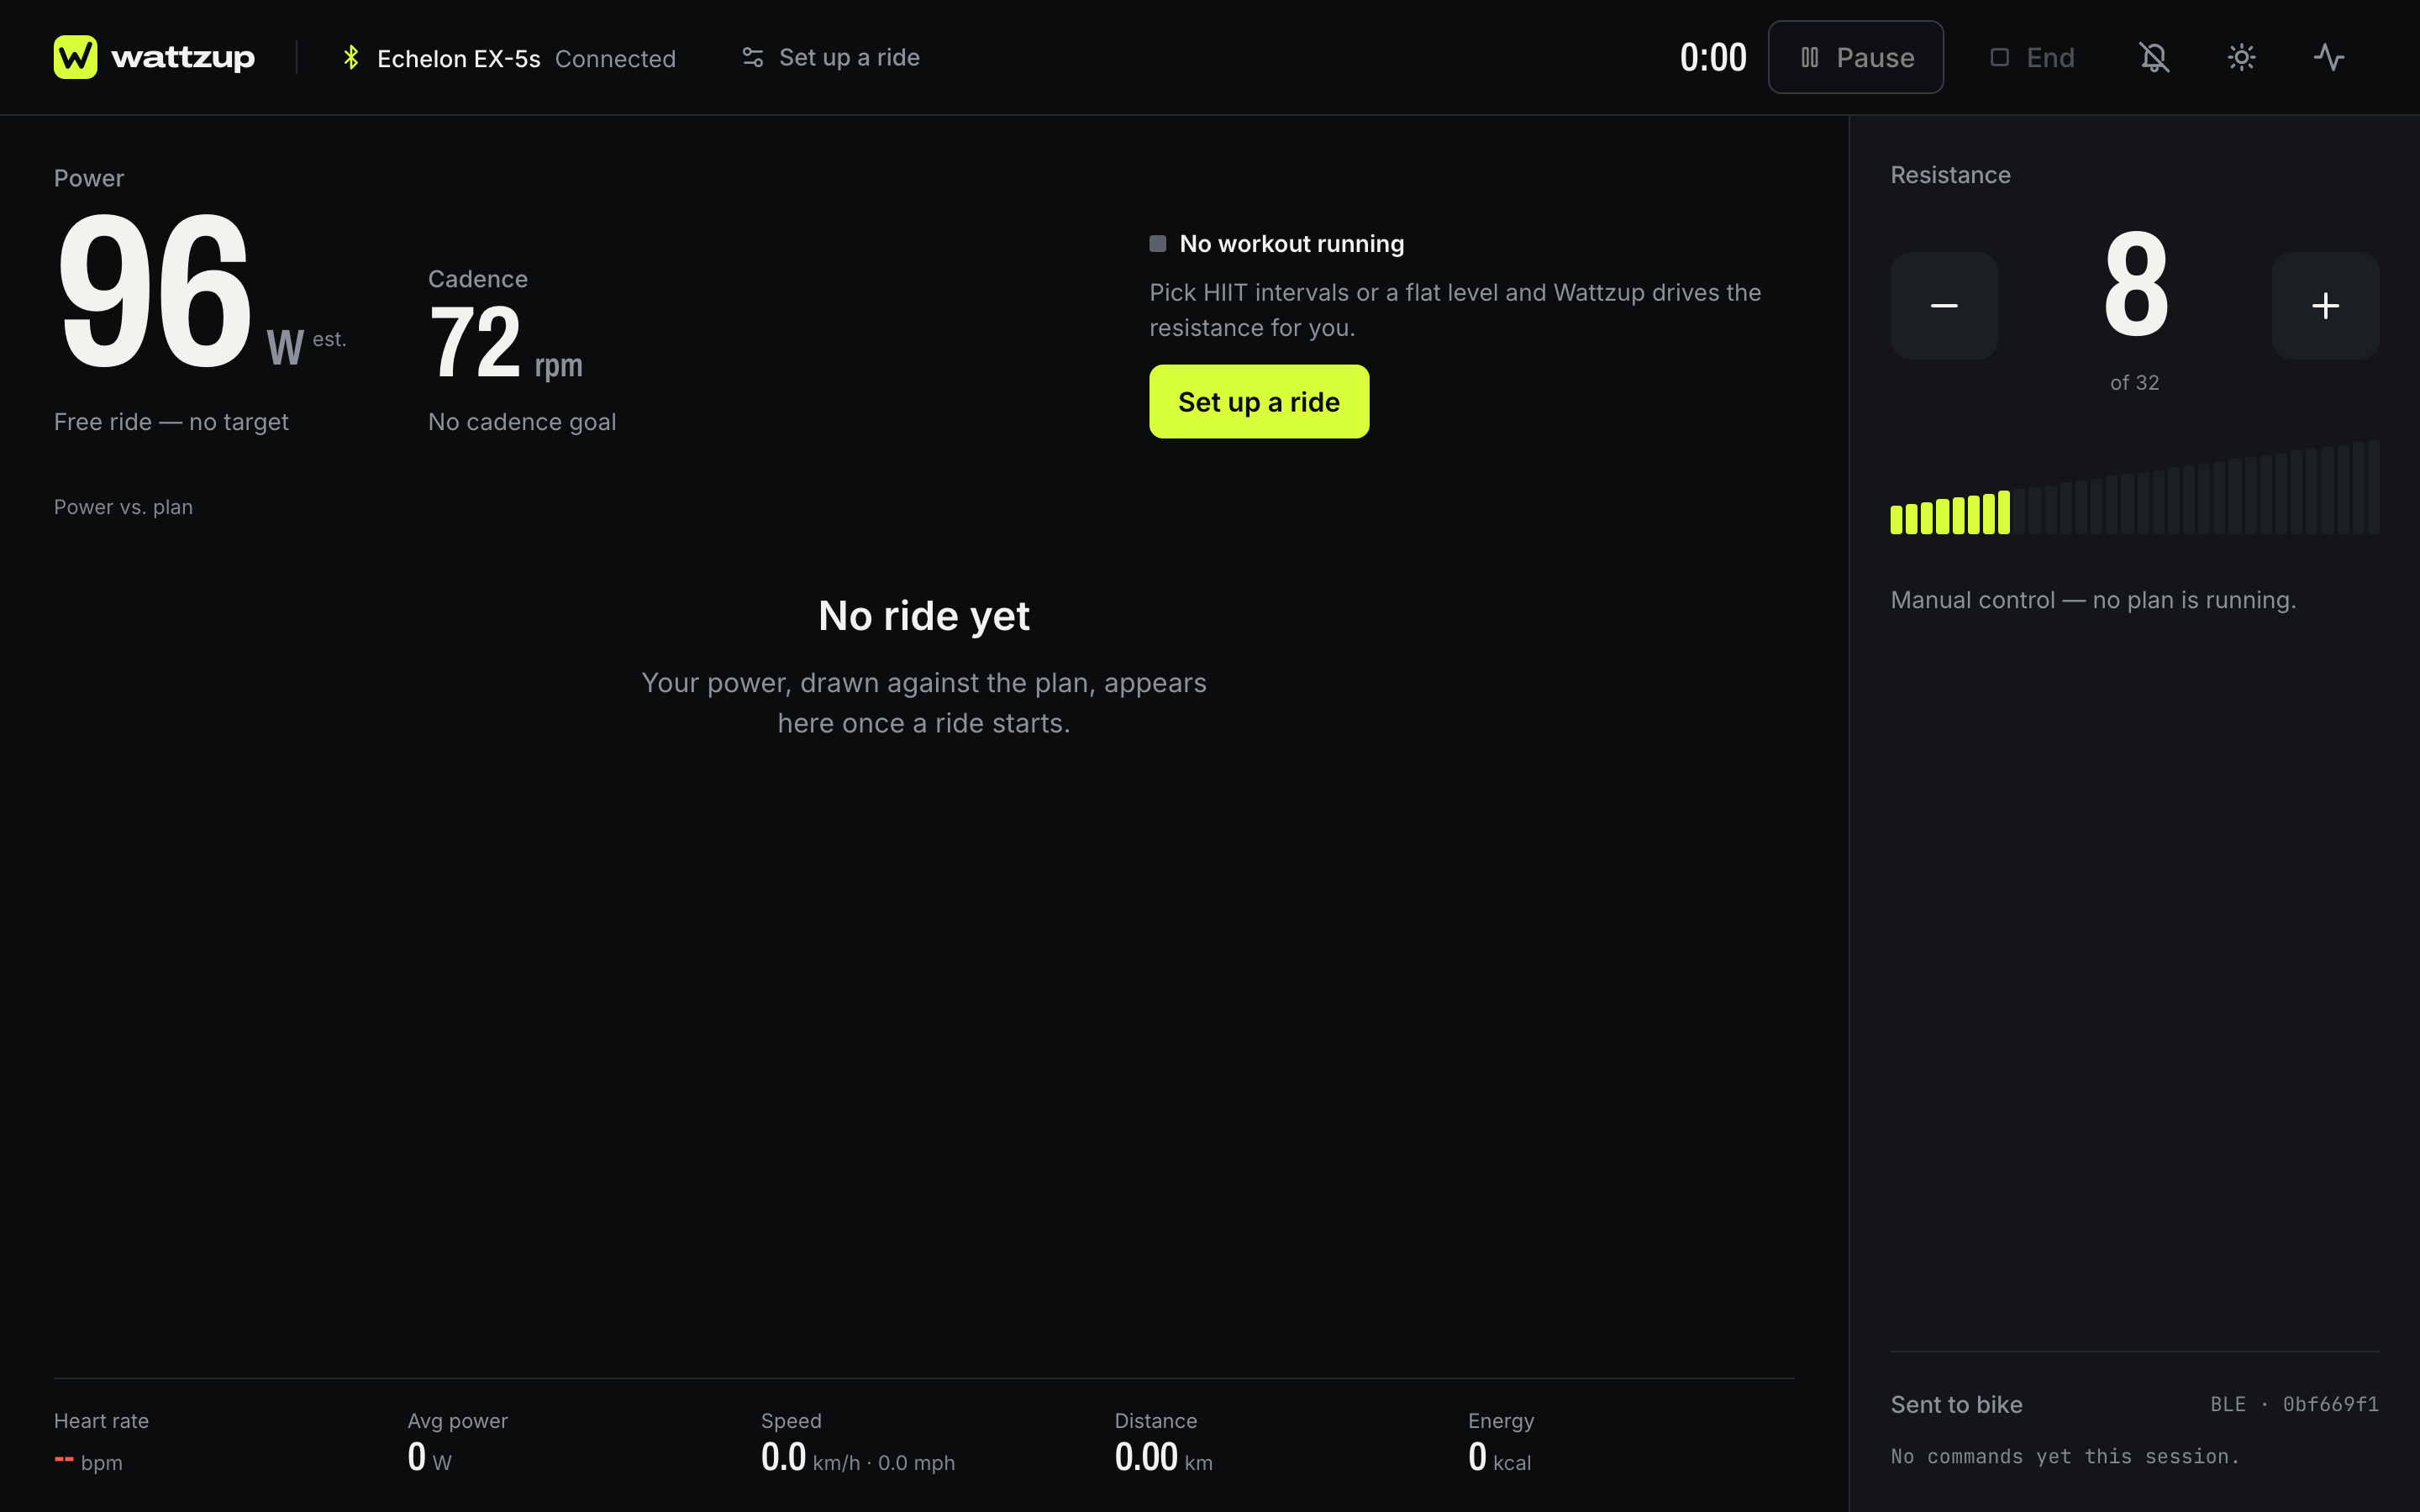 wattzup
Echelon EX-5s Connected
Set up a ride
0:00
Pause
End
Power
96 W est.
Free ride — no target
Cadence
72 rpm
No cadence goal
No workout running
Pick HIIT intervals or a flat level and Wattzup drives the
resistance for you.
Set up a ride
Power vs. plan
No ride yet
Your power, drawn against the plan, appears
here once a ride starts.
Heart rate
-- bpm
Avg power
0 W
Speed
0.0 km/h · 0.0 mph
Distance
0.00 km
Energy
0 kcal
Resistance
8
of 32
Manual control — no plan is running.
Sent to bike
BLE · 0bf669f1
No commands yet this session.